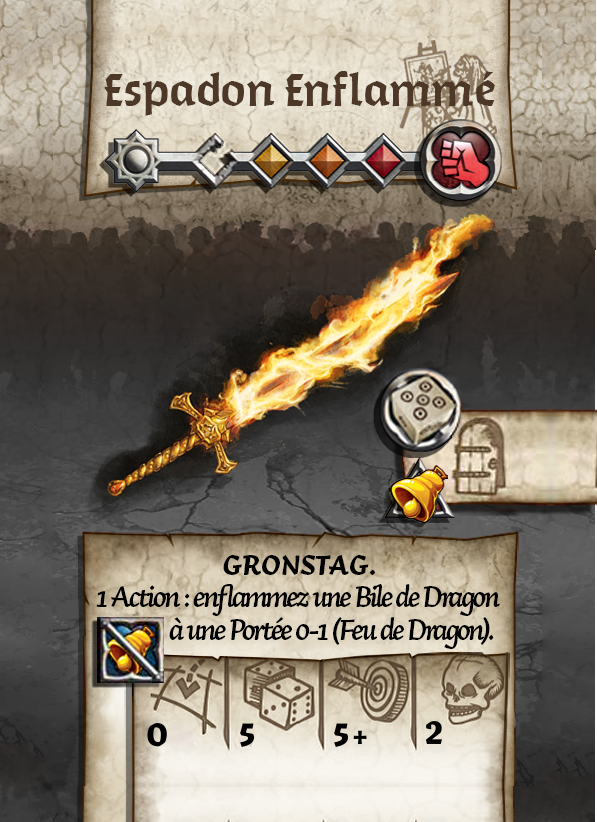 Espadon Enflammé
GRONSTAG.
1 Action : enflammez une Bile de Dragon
à une Portée 0-1 (Feu de Dragon).
0 5 5+ 2